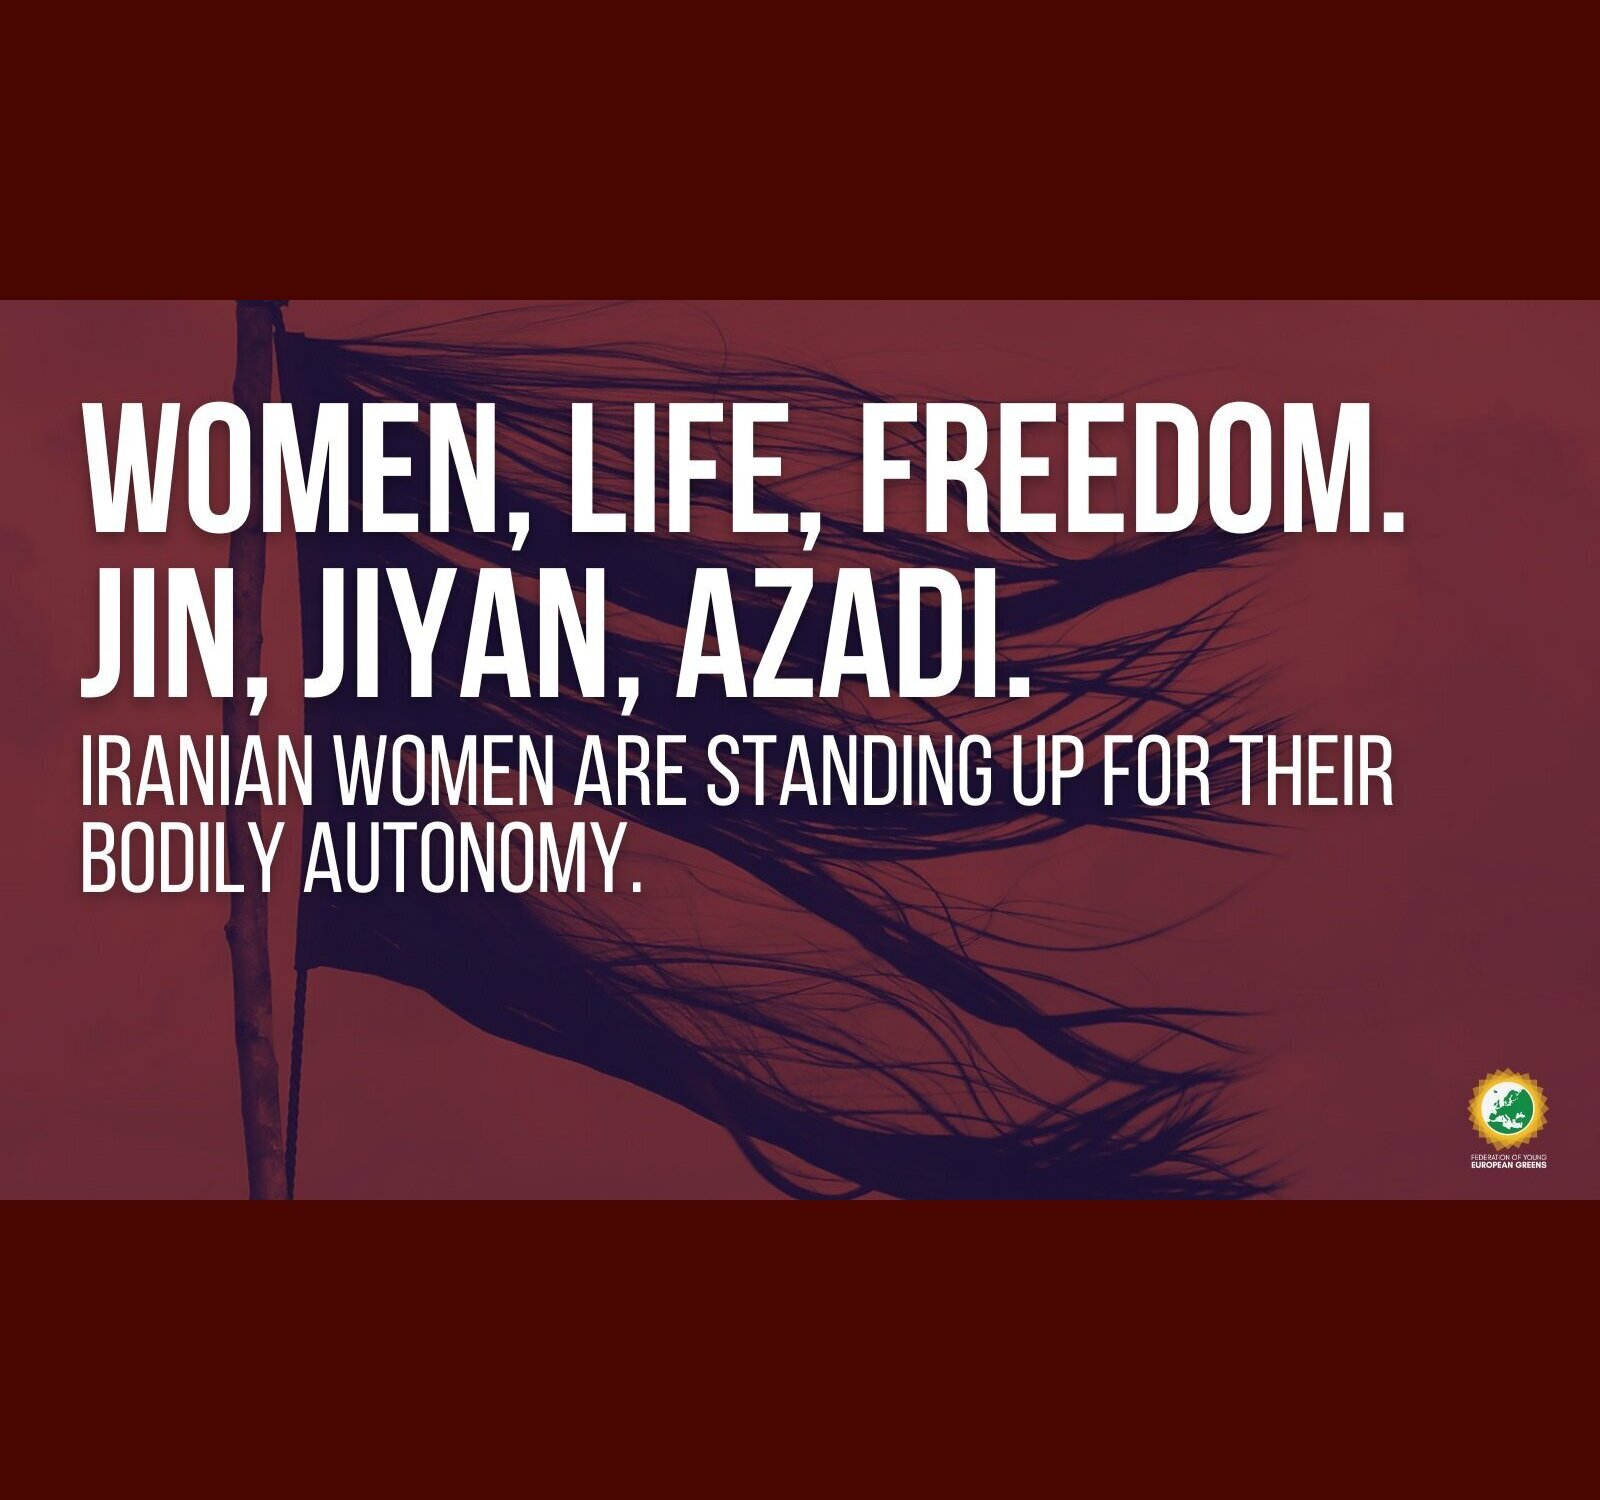 WOMEN, LIFE, FREEDOM.
JIN, JIYAN, AZADI.
IRANIAN WOMEN ARE STANDING UP FOR THEIR
BODILY AUTONOMY.
FEDERATION OF YOUNG
EUROPEAN GREENS